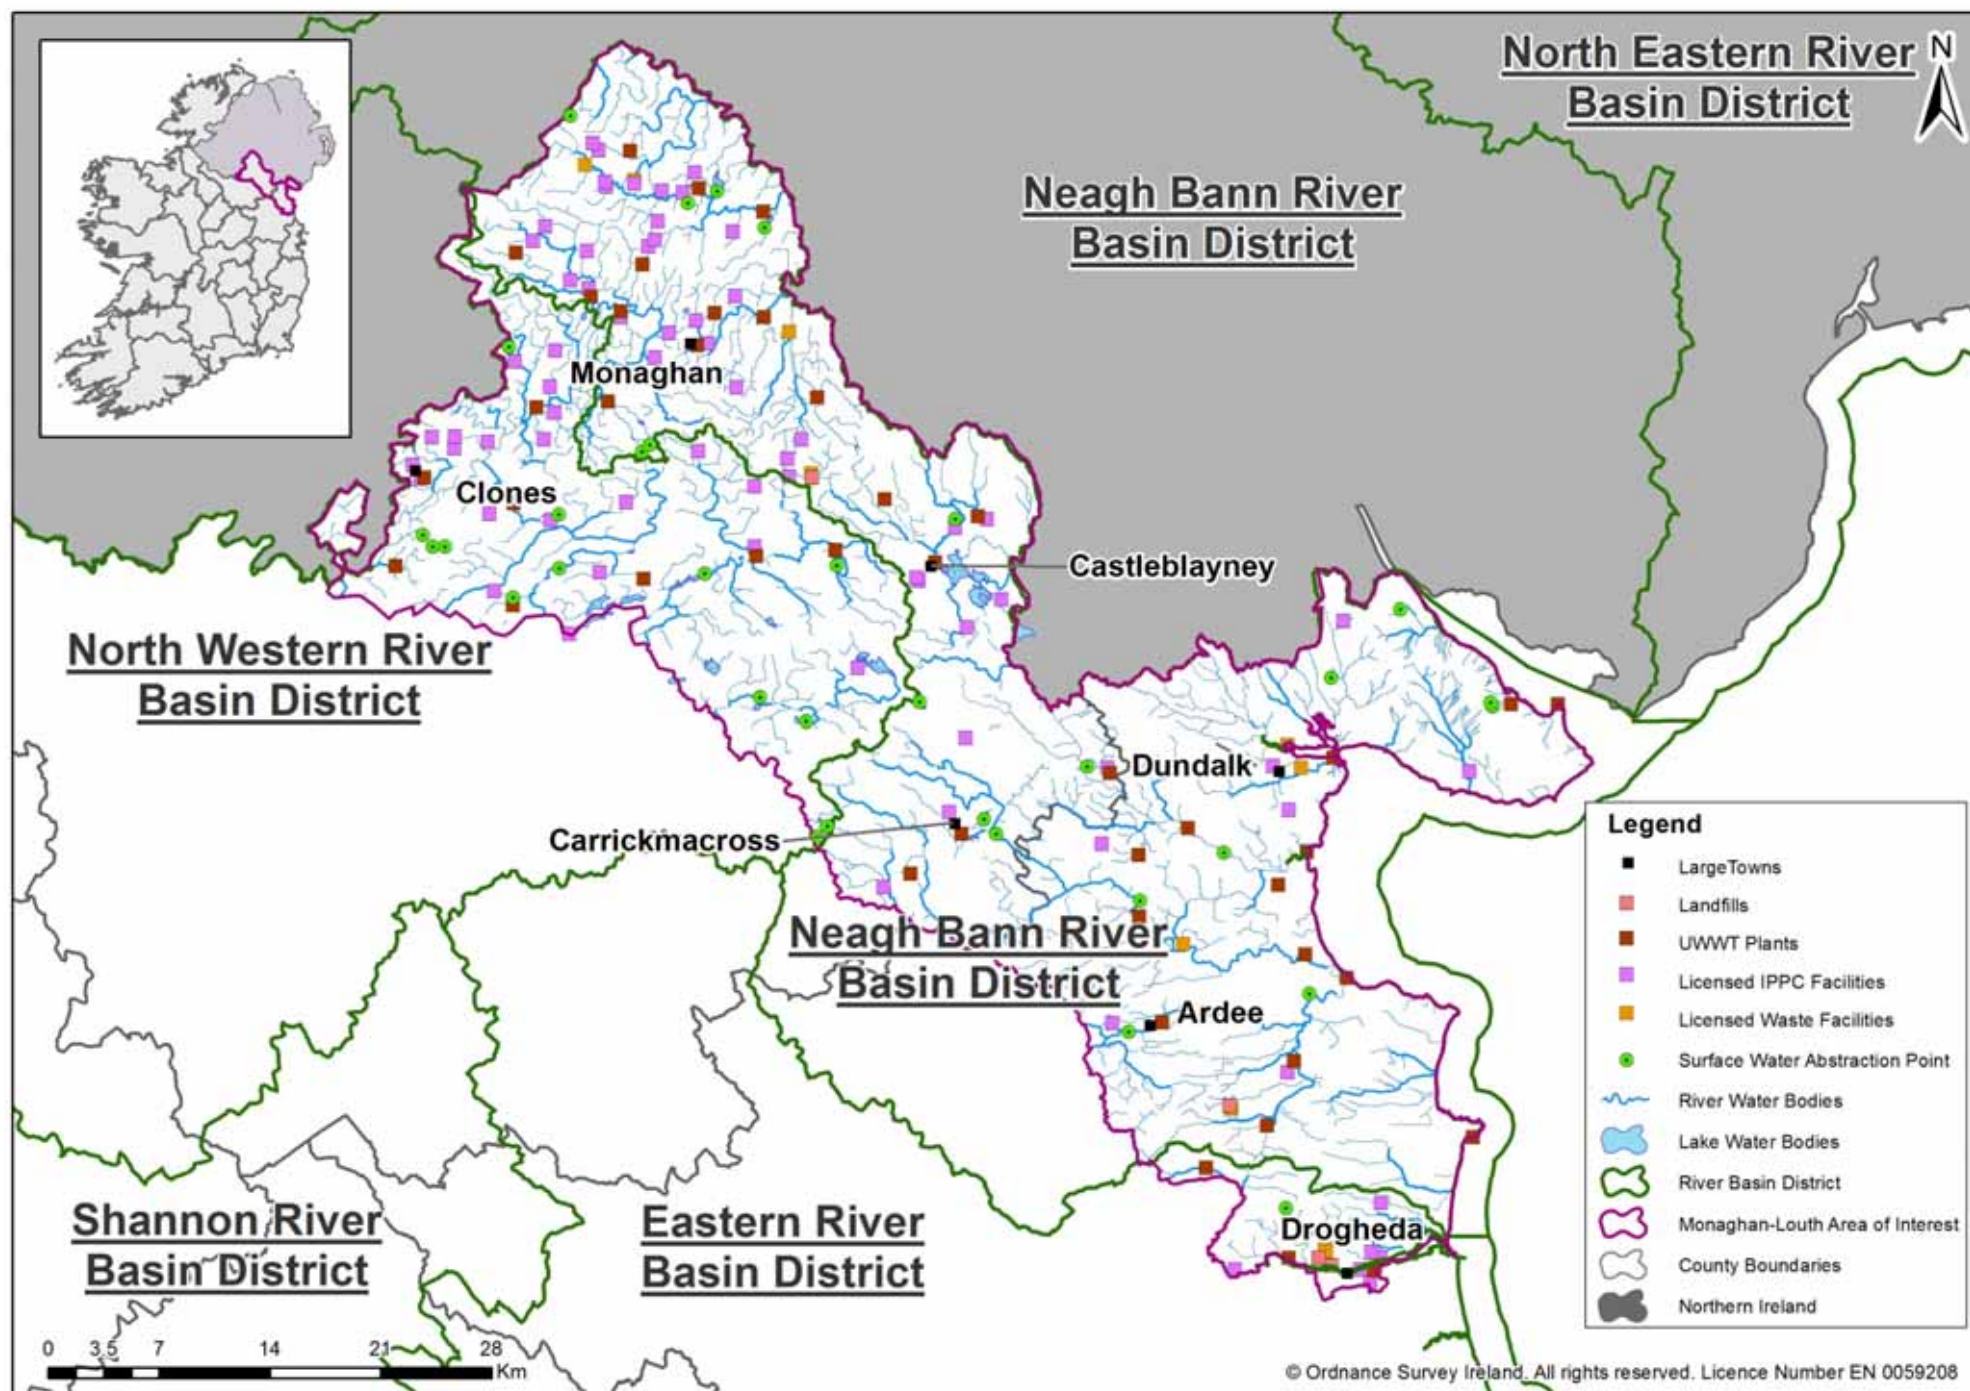 North Eastern River
Basin District
N
Neagh Bann River
Basin District
Monaghan
Clones
Castleblayney
North Western River
Basin District
Dundalk
Carrickmacross
Neagh Bann River
Basin District
Ardee
Shannon River
Basin District
Eastern River
Basin District
Drogheda
Legend
LargeTowns
Landfills
UWWT Plants
Licensed IPPC Facilities
Licensed Waste Facilities
Surface Water Abstraction Point
River Water Bodies
Lake Water Bodies
River Basin District
Monaghan-Louth Area of Interest
County Boundaries
Northern Ireland
0 3.5 7 14 21 28
Km
© Ordnance Survey Ireland. All rights reserved. Licence Number EN 0059208